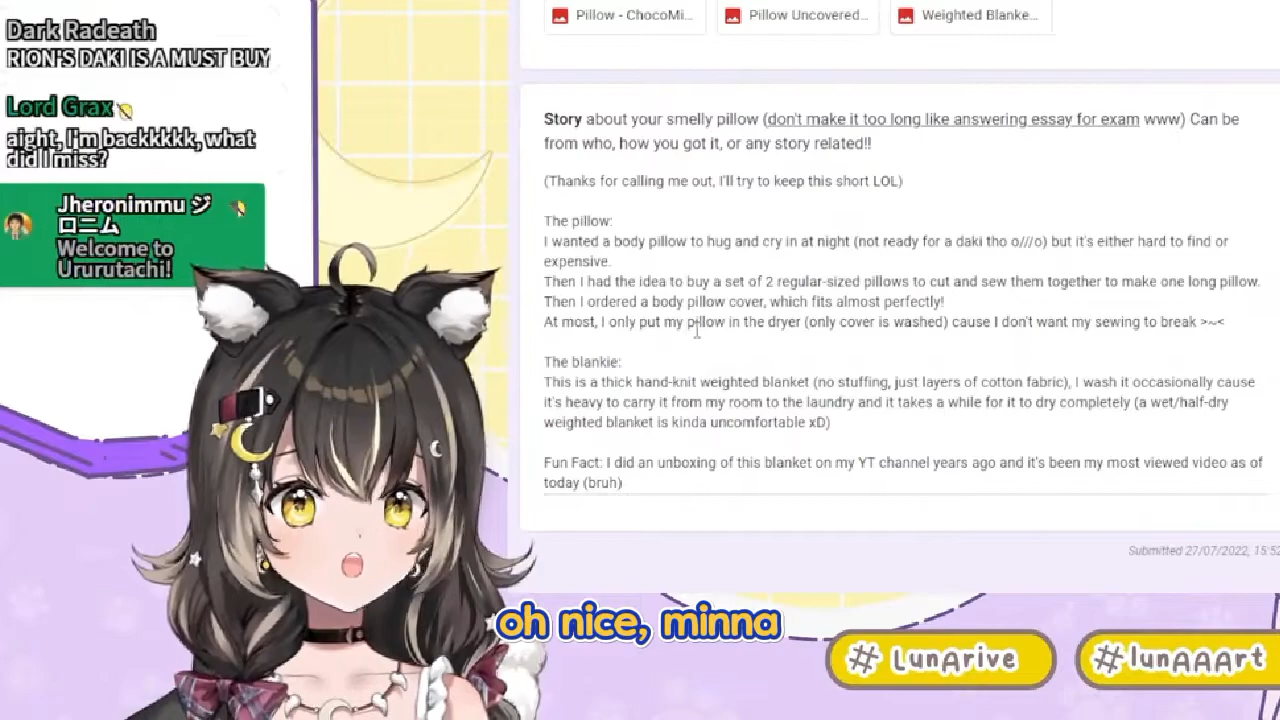 Dark Radeath
RION'S DAKI IS A MUST BUY
Lord Grax
aight, I'm backkkkk, what
did I miss?
Jheronimmu ジ
ロニム
Welcome to
Ururutachi!
Pillow - ChocoMi...
Pillow Uncovered...
Weighted Blanke...
Story about your smelly pillow (don't make it too long like answering essay for exam www) Can be
from who, how you got it, or any story related!!
(Thanks for calling me out, I'll try to keep this short LOL)
The pillow:
I wanted a body pillow to hug and cry in at night (not ready for a daki tho o///o) but it's either hard to find or
expensive.
Then I had the idea to buy a set of 2 regular-sized pillows to cut and sew them together to make one long pillow.
Then I ordered a body pillow cover, which fits almost perfectly!
At most, I only put my pillow in the dryer (only cover is washed) cause I don't want my sewing to break >~<
The blankie:
This is a thick hand-knit weighted blanket (no stuffing, just layers of cotton fabric), I wash it occasionally cause
it's heavy to carry it from my room to the laundry and it takes a while for it to dry completely (a wet/half-dry
weighted blanket is kinda uncomfortable xD)
Fun Fact: I did an unboxing of this blanket on my YT channel years ago and it's been my most viewed video as of
today (bruh)
Submitted 27/07/2022, 15:52
oh nice, minna
# LunArive
#lunAAArt